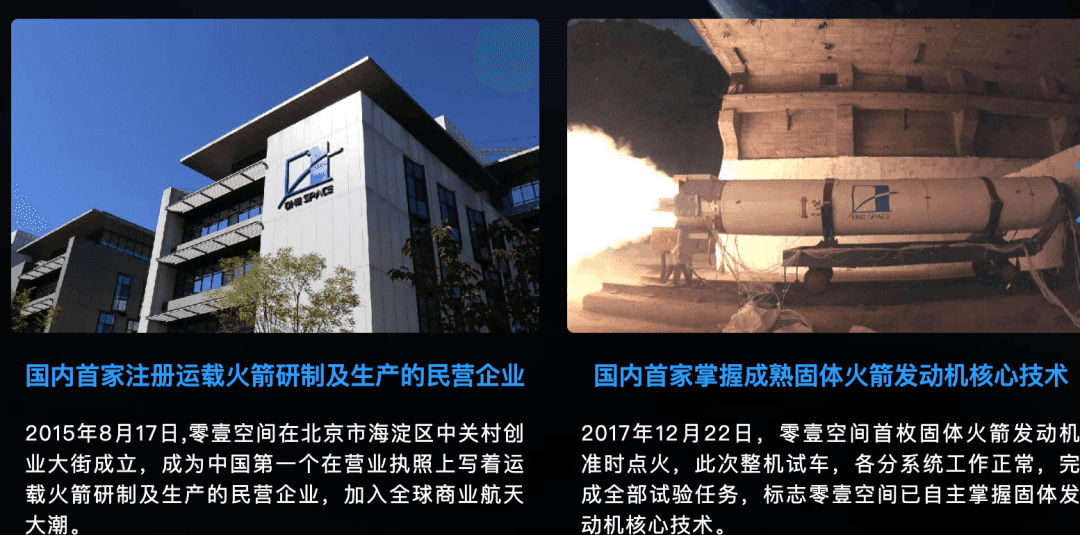 ONE SPACE
ONE SPACE
国内首家注册运载火箭研制及生产的民营企业
2015年8月17日,零壹空间在北京市海淀区中关村创
业大街成立，成为中国第一个在营业执照上写着运
载火箭研制及生产的民营企业，加入全球商业航天
大潮。
国内首家掌握成熟固体火箭发动机核心技术
2017年12月22日，零壹空间首枚固体火箭发动机
准时点火，此次整机试车，各分系统工作正常，完
成全部试验任务，标志零壹空间已自主掌握固体发
动机核心技术。